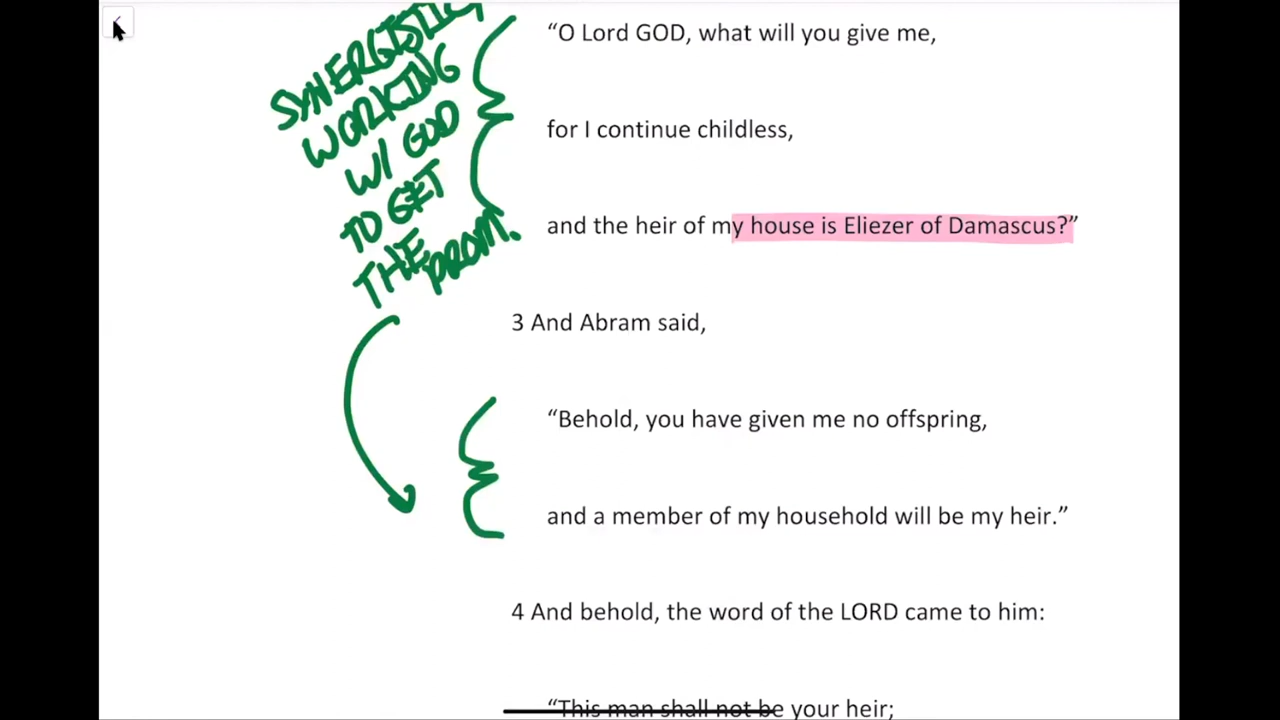 SYNERGISTIC
WORKING
W/ GOD
TO GET
THE PROM.
“O Lord GOD, what will you give me,
for I continue childless,
and the heir of my house is Eliezer of Damascus?”
3 And Abram said,
“Behold, you have given me no offspring,
and a member of my household will be my heir.”
4 And behold, the word of the LORD came to him:
“This man shall not be your heir;